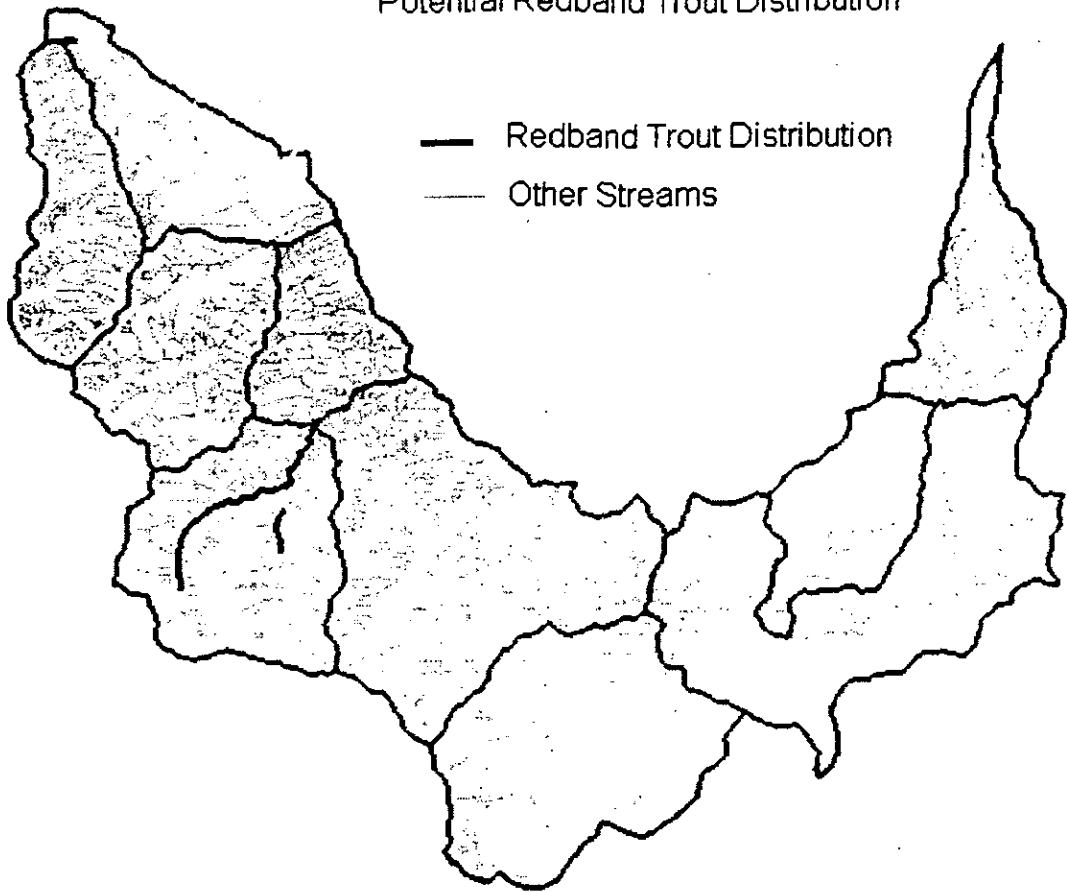 Potential Redband Trout Distribution
Redband Trout Distribution
Other Streams